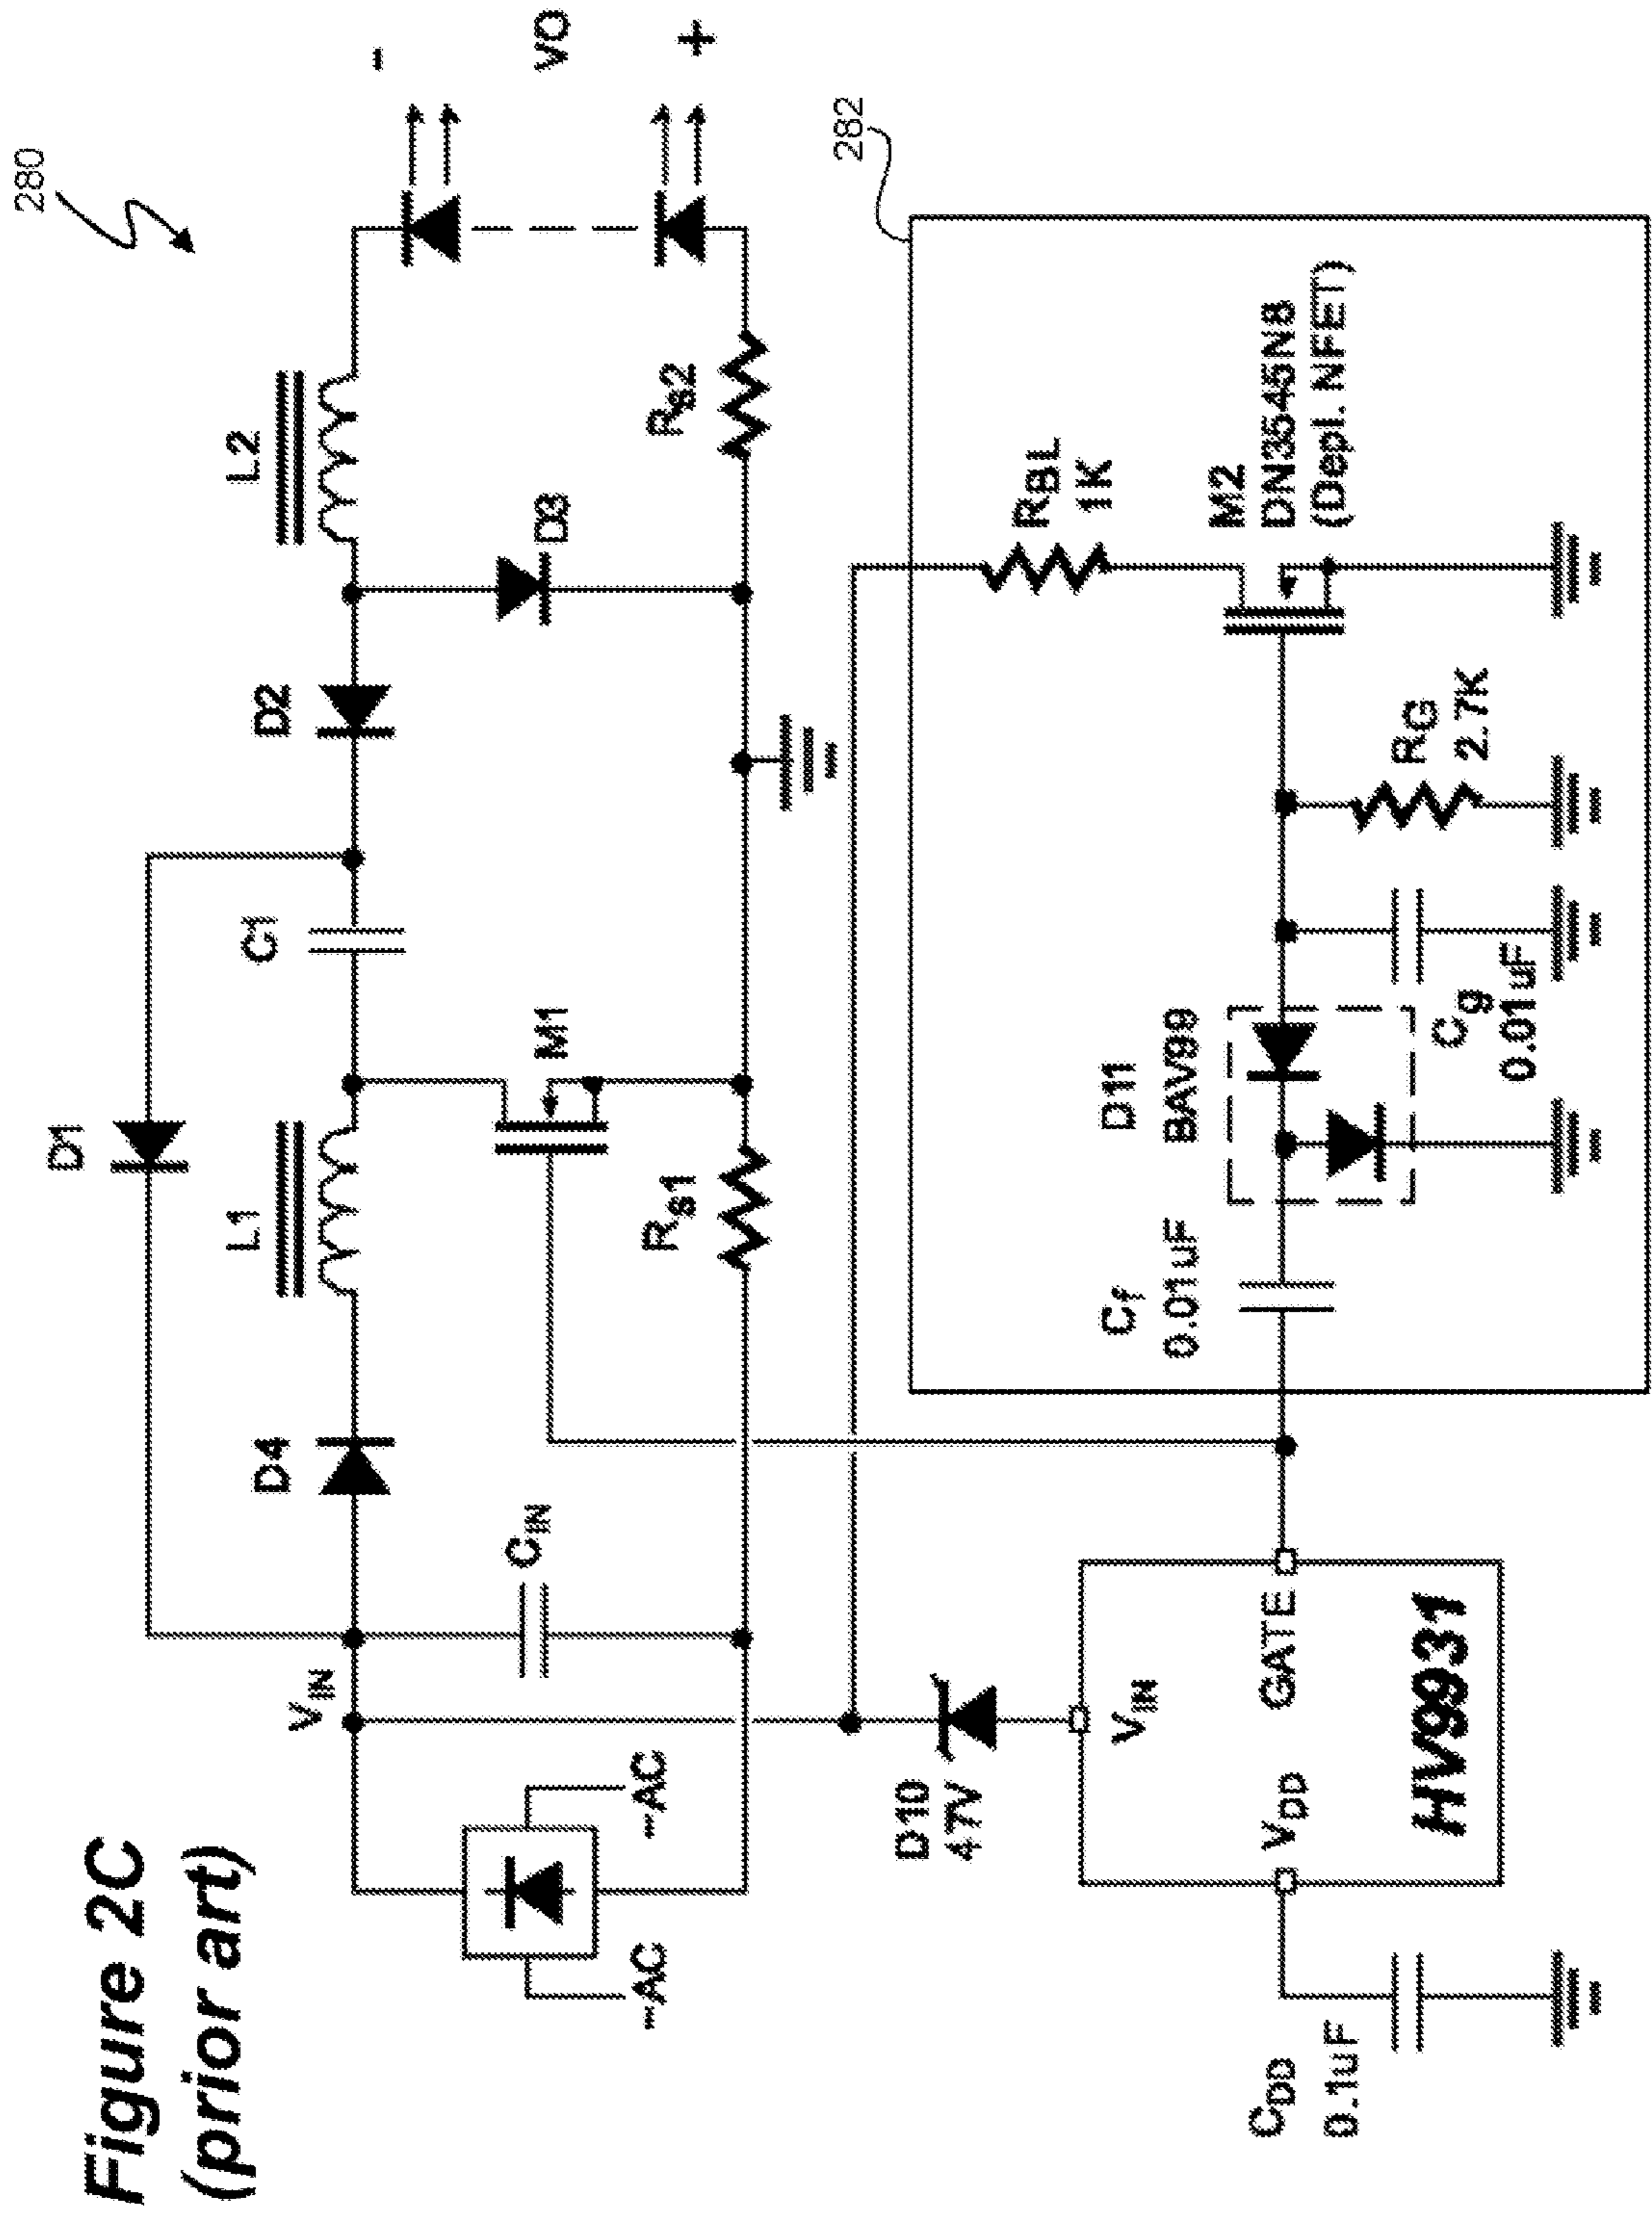 Figure 2C
(prior art)
280
D1
VIN
D4
L1
C1
D2
L2
-
VO
+
~AC
~AC
CIN
M1
D3
Rs1
Rs2
282
D10
47V
VIN
VDD
GATE
HV9931
CDD
0.1uF
Cf
0.01uF
D11
BAV99
Cg
0.01uF
RG
2.7K
RBL
1K
M2
DN3545N8
(Depl. NFET)